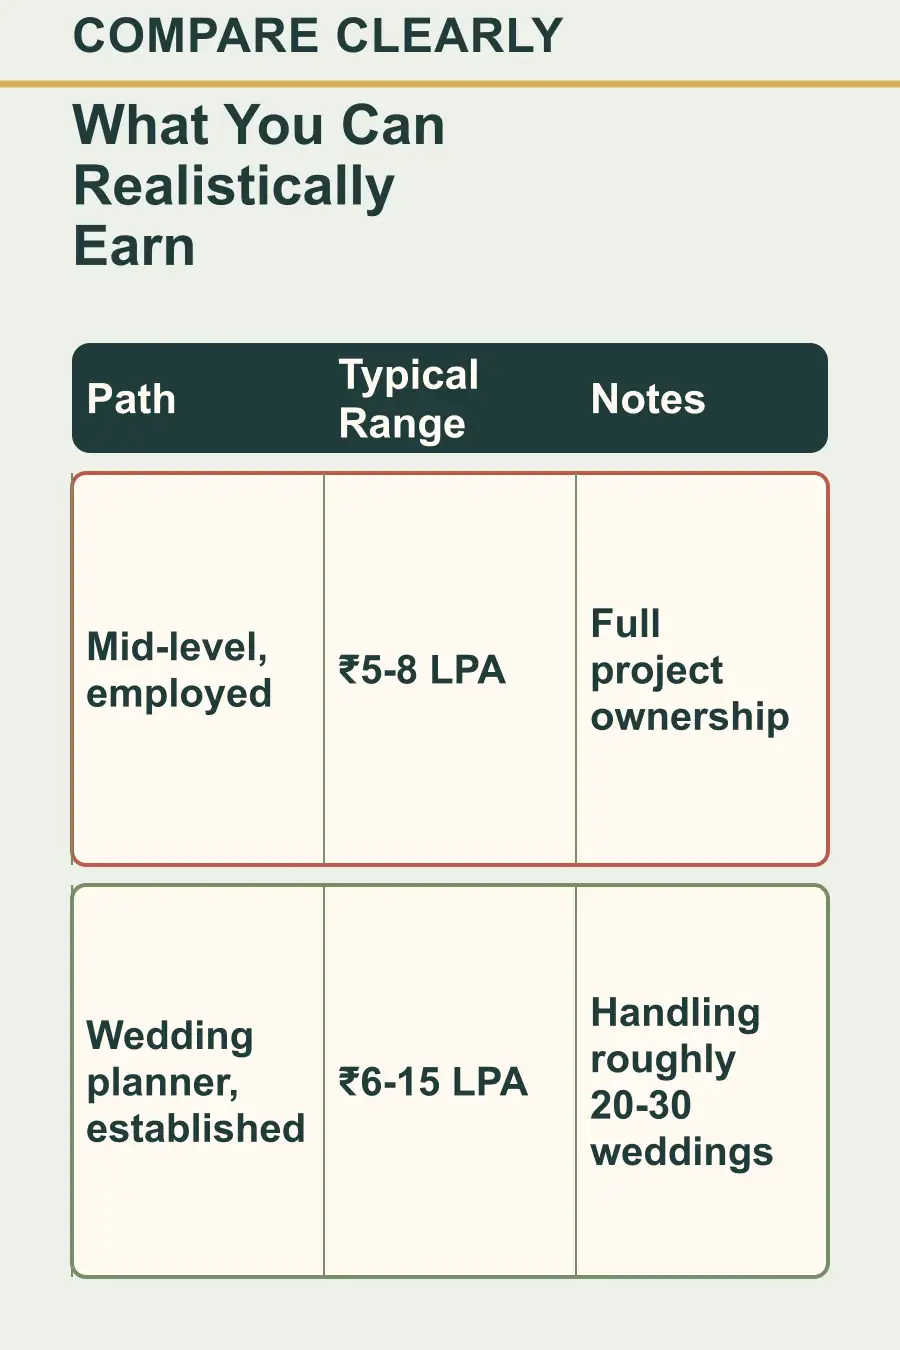 COMPARE CLEARLY
What You Can
Realistically
Earn
Path
Typical
Range
Notes
Mid-level,
employed
₹5-8 LPA
Full
project
ownership
Wedding
planner,
established
₹6-15 LPA
Handling
roughly
20-30
weddings